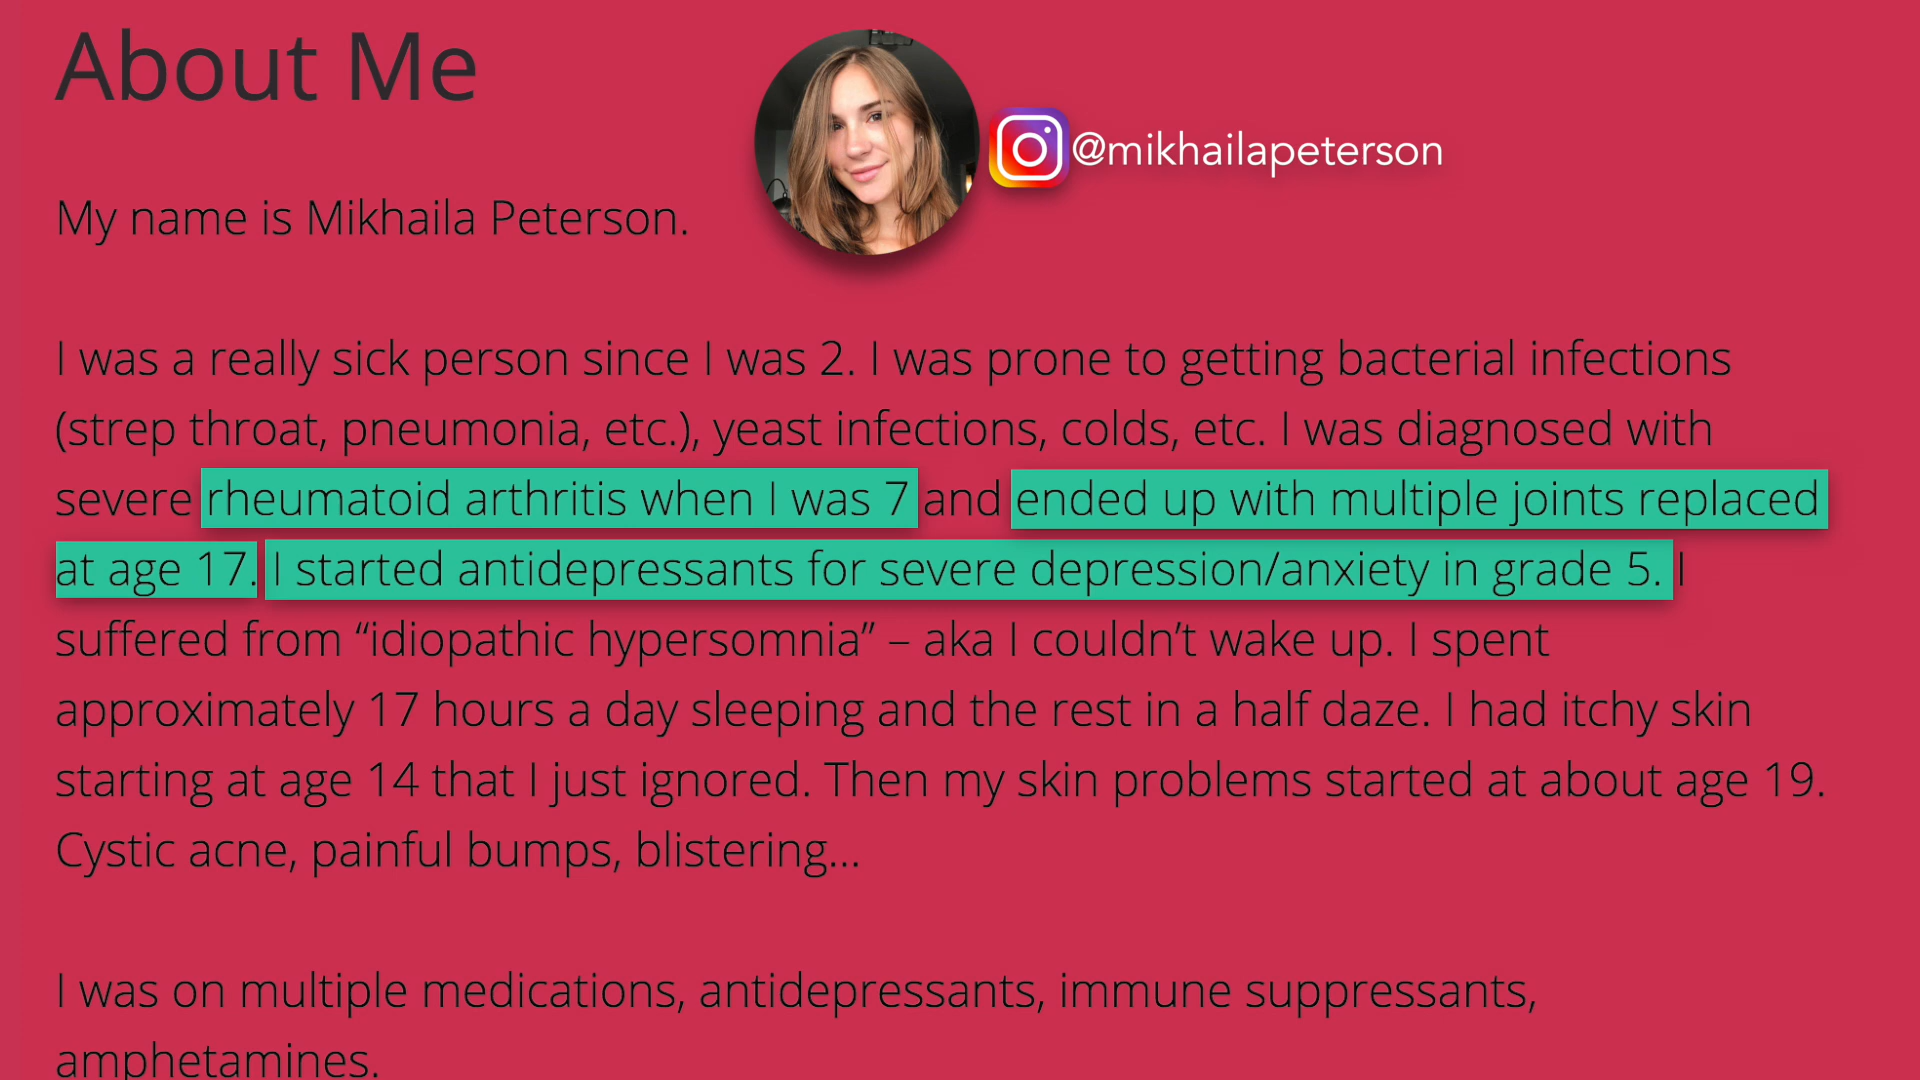 About Me
@mikhailapeterson
My name is Mikhaila Peterson.
I was a really sick person since I was 2. I was prone to getting bacterial infections
(strep throat, pneumonia, etc.), yeast infections, colds, etc. I was diagnosed with
severe rheumatoid arthritis when I was 7 and ended up with multiple joints replaced
at age 17. I started antidepressants for severe depression/anxiety in grade 5. I
suffered from “idiopathic hypersomnia” – aka I couldn’t wake up. I spent
approximately 17 hours a day sleeping and the rest in a half daze. I had itchy skin
starting at age 14 that I just ignored. Then my skin problems started at about age 19.
Cystic acne, painful bumps, blistering…
I was on multiple medications, antidepressants, immune suppressants,
amphetamines.